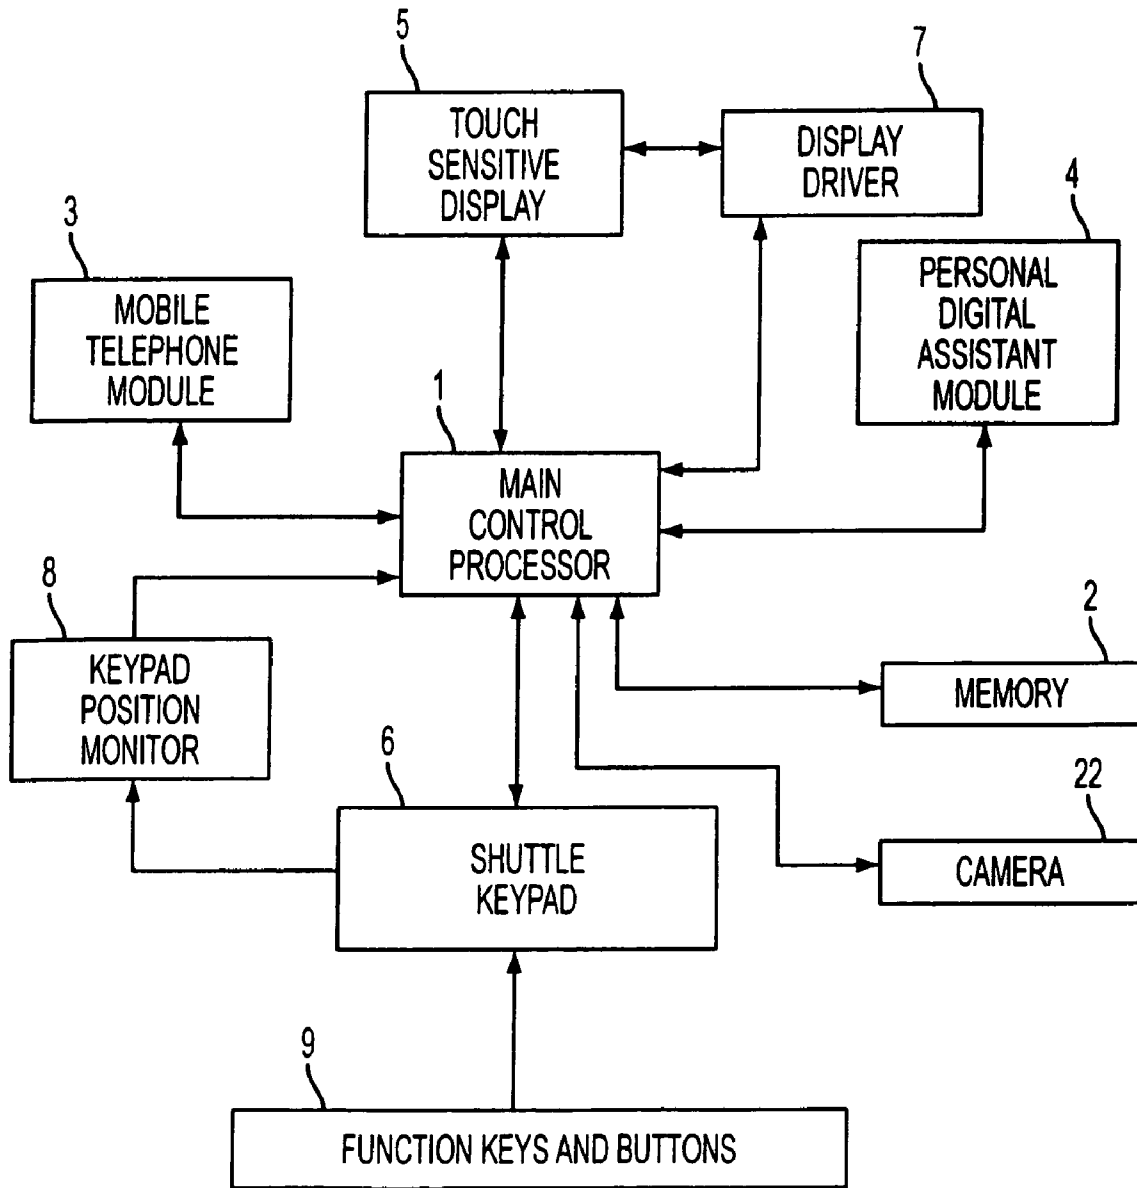 5
TOUCH
SENSITIVE
DISPLAY
7
DISPLAY
DRIVER
3
MOBILE
TELEPHONE
MODULE
4
PERSONAL
DIGITAL
ASSISTANT
MODULE
1
MAIN
CONTROL
PROCESSOR
8
KEYPAD
POSITION
MONITOR
2
MEMORY
6
SHUTTLE
KEYPAD
22
CAMERA
9
FUNCTION KEYS AND BUTTONS